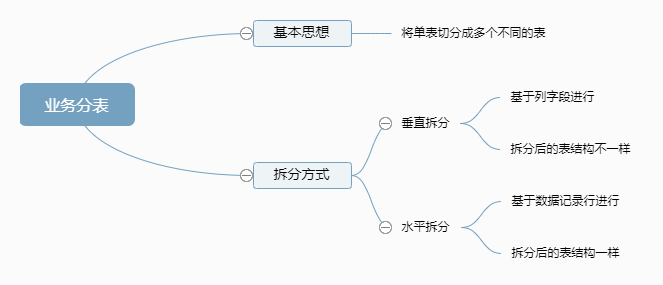 业务分表
基本思想
将单表切分成多个不同的表
拆分方式
垂直拆分
基于列字段进行
拆分后的表结构不一样
水平拆分
基于数据记录行进行
拆分后的表结构一样